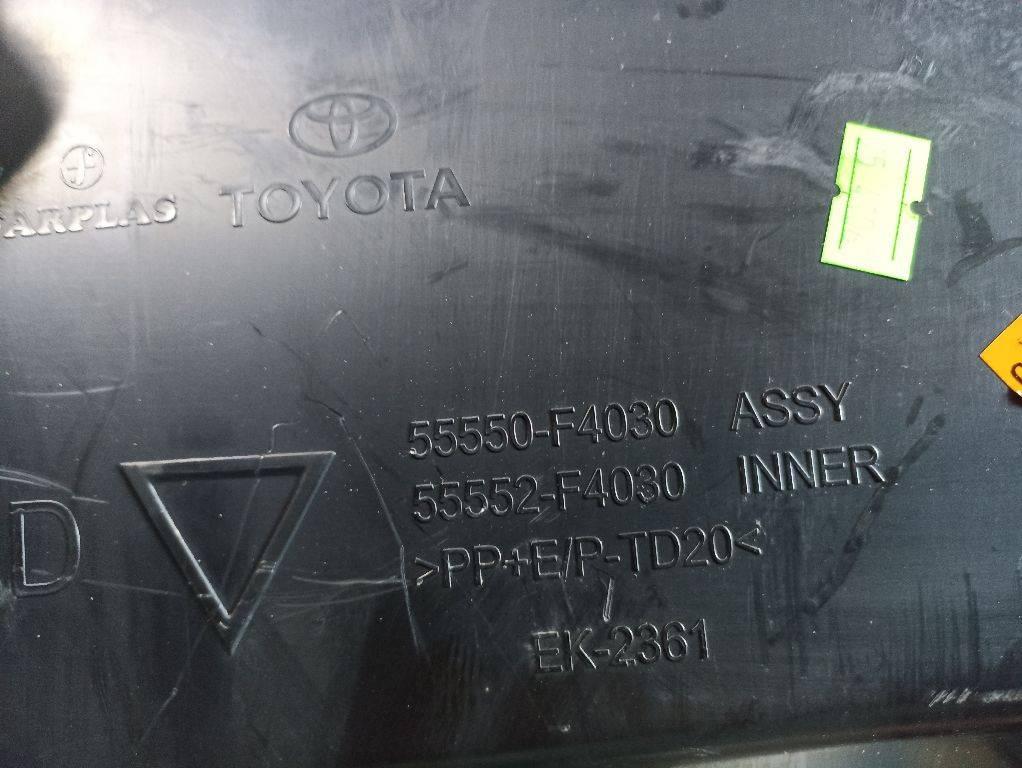 TOYOTA
ARPLAS
55550-F4030 ASSY
55552-F4030 INNER
>PP+E/P-TD20<
EK-2361
D